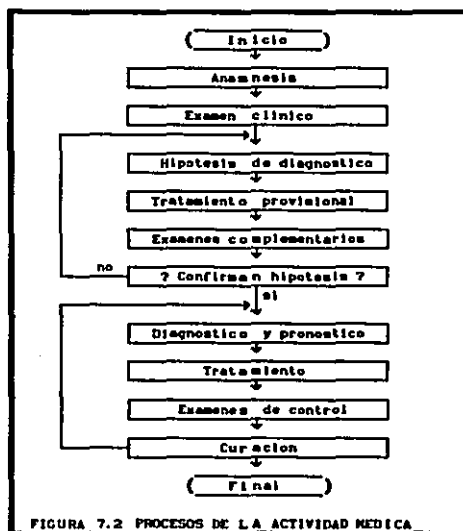 ( Inicio )
Anamnesis
Examen clinico
Hipotesis de diagnostico
Tratamiento provisional
Examenes complementarios
no
? Confirman hipotesis ?
si
Diagnostico y pronostico
Tratamiento
Examenes de control
Curacion
( Final )
FIGURA 7.2 PROCESOS DE LA ACTIVIDAD MEDICA